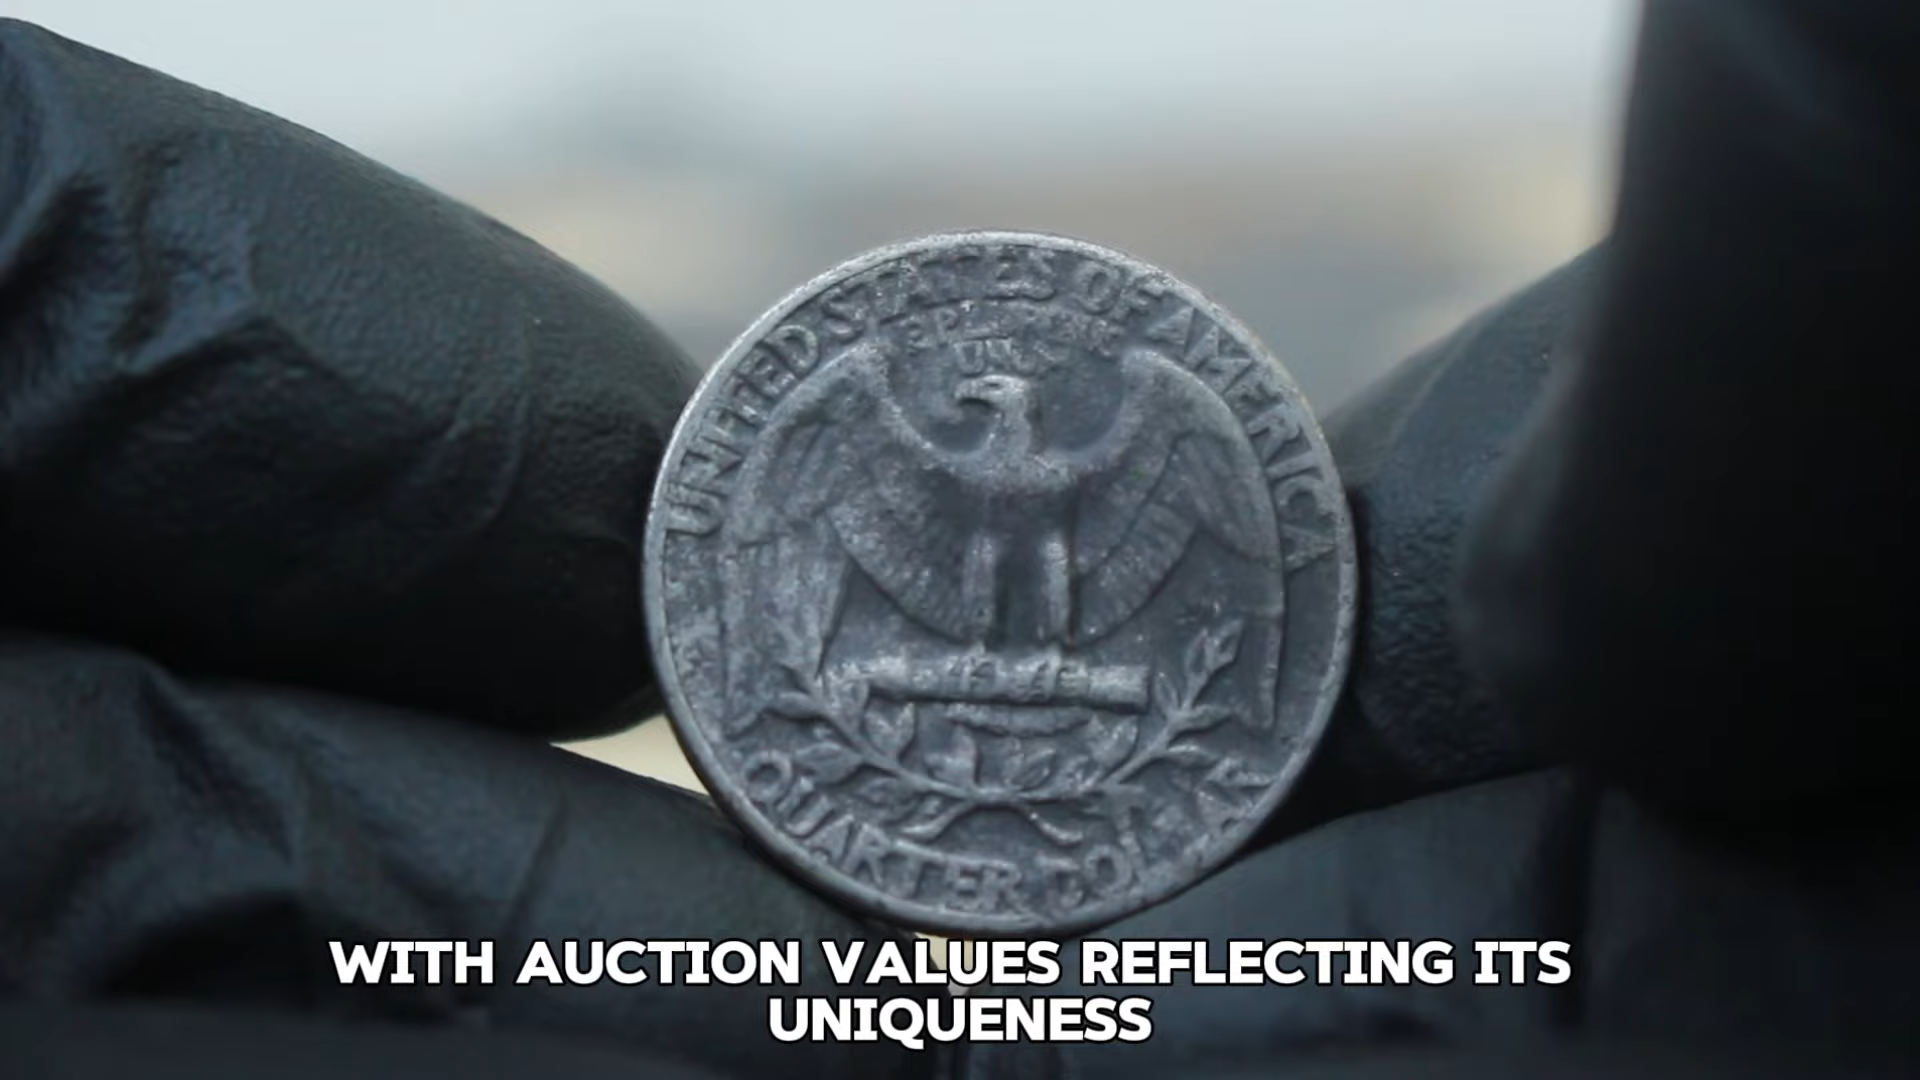 UNITED STATES OF AMERICA
QUARTER DOLLAR
WITH AUCTION VALUES REFLECTING ITS
UNIQUENESS